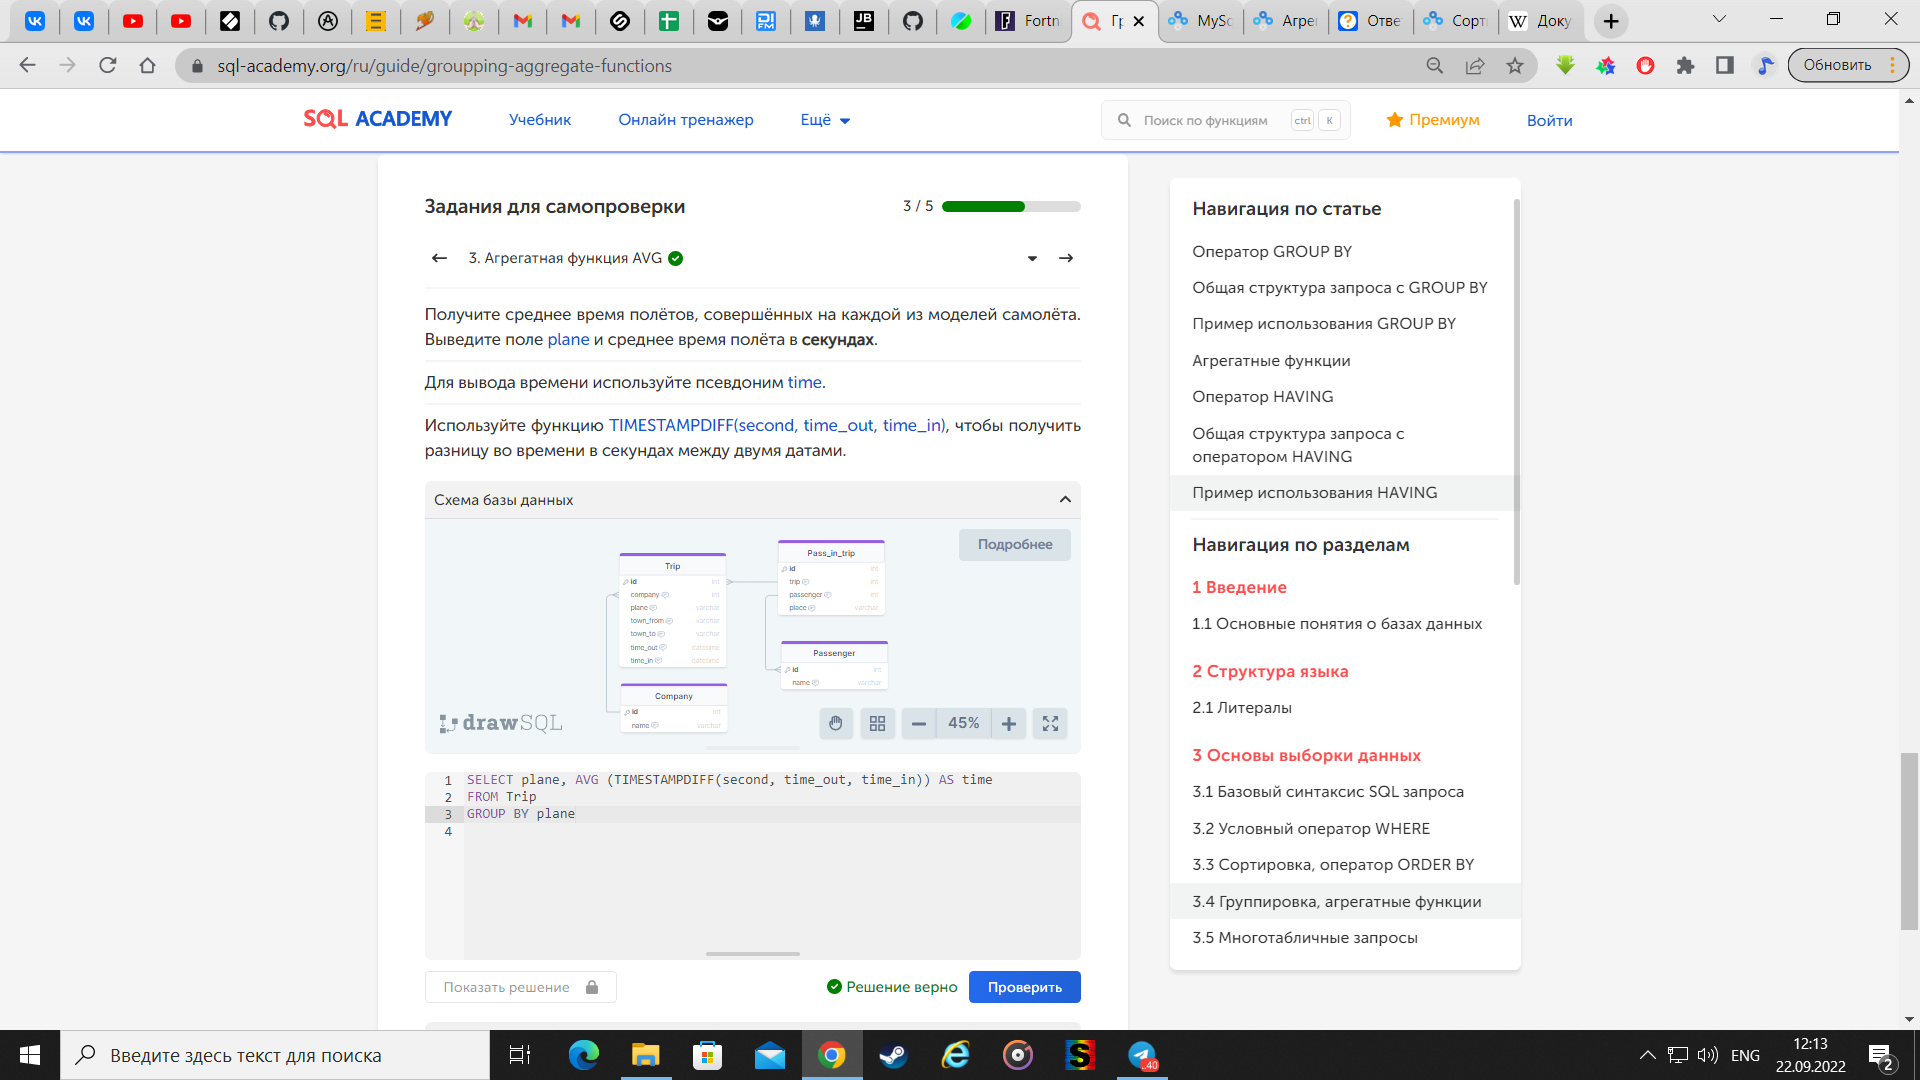 Fortn
Гр
MySc
Агре
Отве
Сорт
Доку
sql-academy.org/ru/guide/groupping-aggregate-functions
Обновить
SQL ACADEMY
Учебник
Онлайн тренажер
Ещё
Поиск по функциям
ctrl
K
Премиум
Войти
Задания для самопроверки
3 / 5
3. Агрегатная функция AVG
Получите среднее время полётов, совершённых на каждой из моделей самолёта.
Выведите поле plane и среднее время полёта в секундах.
Для вывода времени используйте псевдоним time.
Используйте функцию TIMESTAMPDIFF(second, time_out, time_in), чтобы получить
разницу во времени в секундах между двумя датами.
Схема базы данных
Подробнее
Trip
id int
company int
plane varchar
town_from varchar
town_to varchar
time_out datetime
time_in datetime
Pass_in_trip
id int
trip int
passenger int
place varchar
Passenger
id int
name varchar
Company
id int
name varchar
drawSQL
45%
1 SELECT plane, AVG (TIMESTAMPDIFF(second, time_out, time_in)) AS time
2 FROM Trip
3 GROUP BY plane
4
Показать решение
Решение верно
Проверить
Навигация по статье
Оператор GROUP BY
Общая структура запроса с GROUP BY
Пример использования GROUP BY
Агрегатные функции
Оператор HAVING
Общая структура запроса с
оператором HAVING
Пример использования HAVING
Навигация по разделам
1 Введение
1.1 Основные понятия о базах данных
2 Структура языка
2.1 Литералы
3 Основы выборки данных
3.1 Базовый синтаксис SQL запроса
3.2 Условный оператор WHERE
3.3 Сортировка, оператор ORDER BY
3.4 Группировка, агрегатные функции
3.5 Многотабличные запросы
Введите здесь текст для поиска
40
ENG
12:13
22.09.2022
2